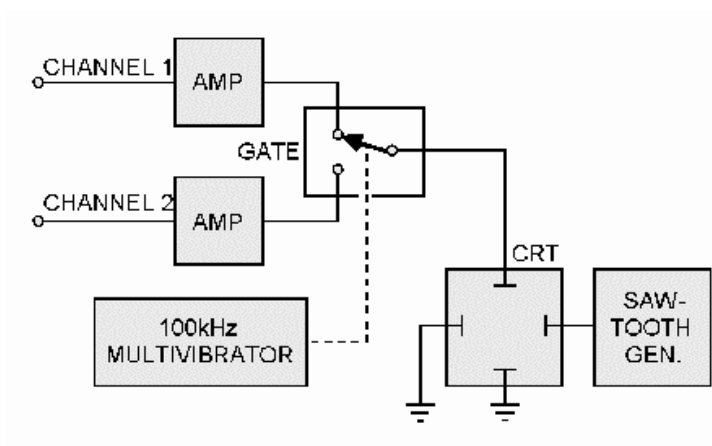 CHANNEL 1
AMP
GATE
CHANNEL 2
AMP
CRT
100kHz
MULTIVIBRATOR
SAW-
TOOTH
GEN.